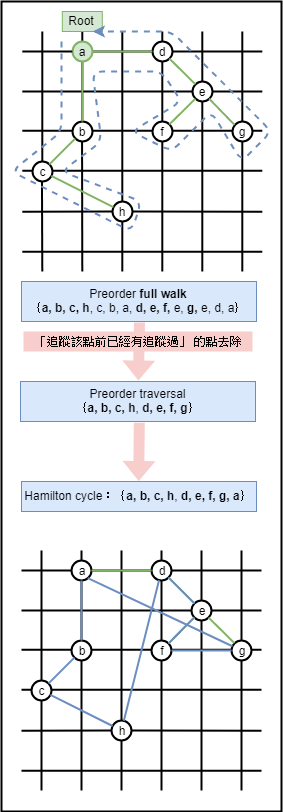 Root
a
d
e
b
f
g
c
h
Preorder full walk
{a, b, c, h, c, b, a, d, e, f, e, g, e, d, a}
「追蹤該點前已經有追蹤過」的點去除
Preorder traversal
{a, b, c, h, d, e, f, g}
Hamilton cycle：{a, b, c, h, d, e, f, g, a}
a
d
e
b
f
g
c
h